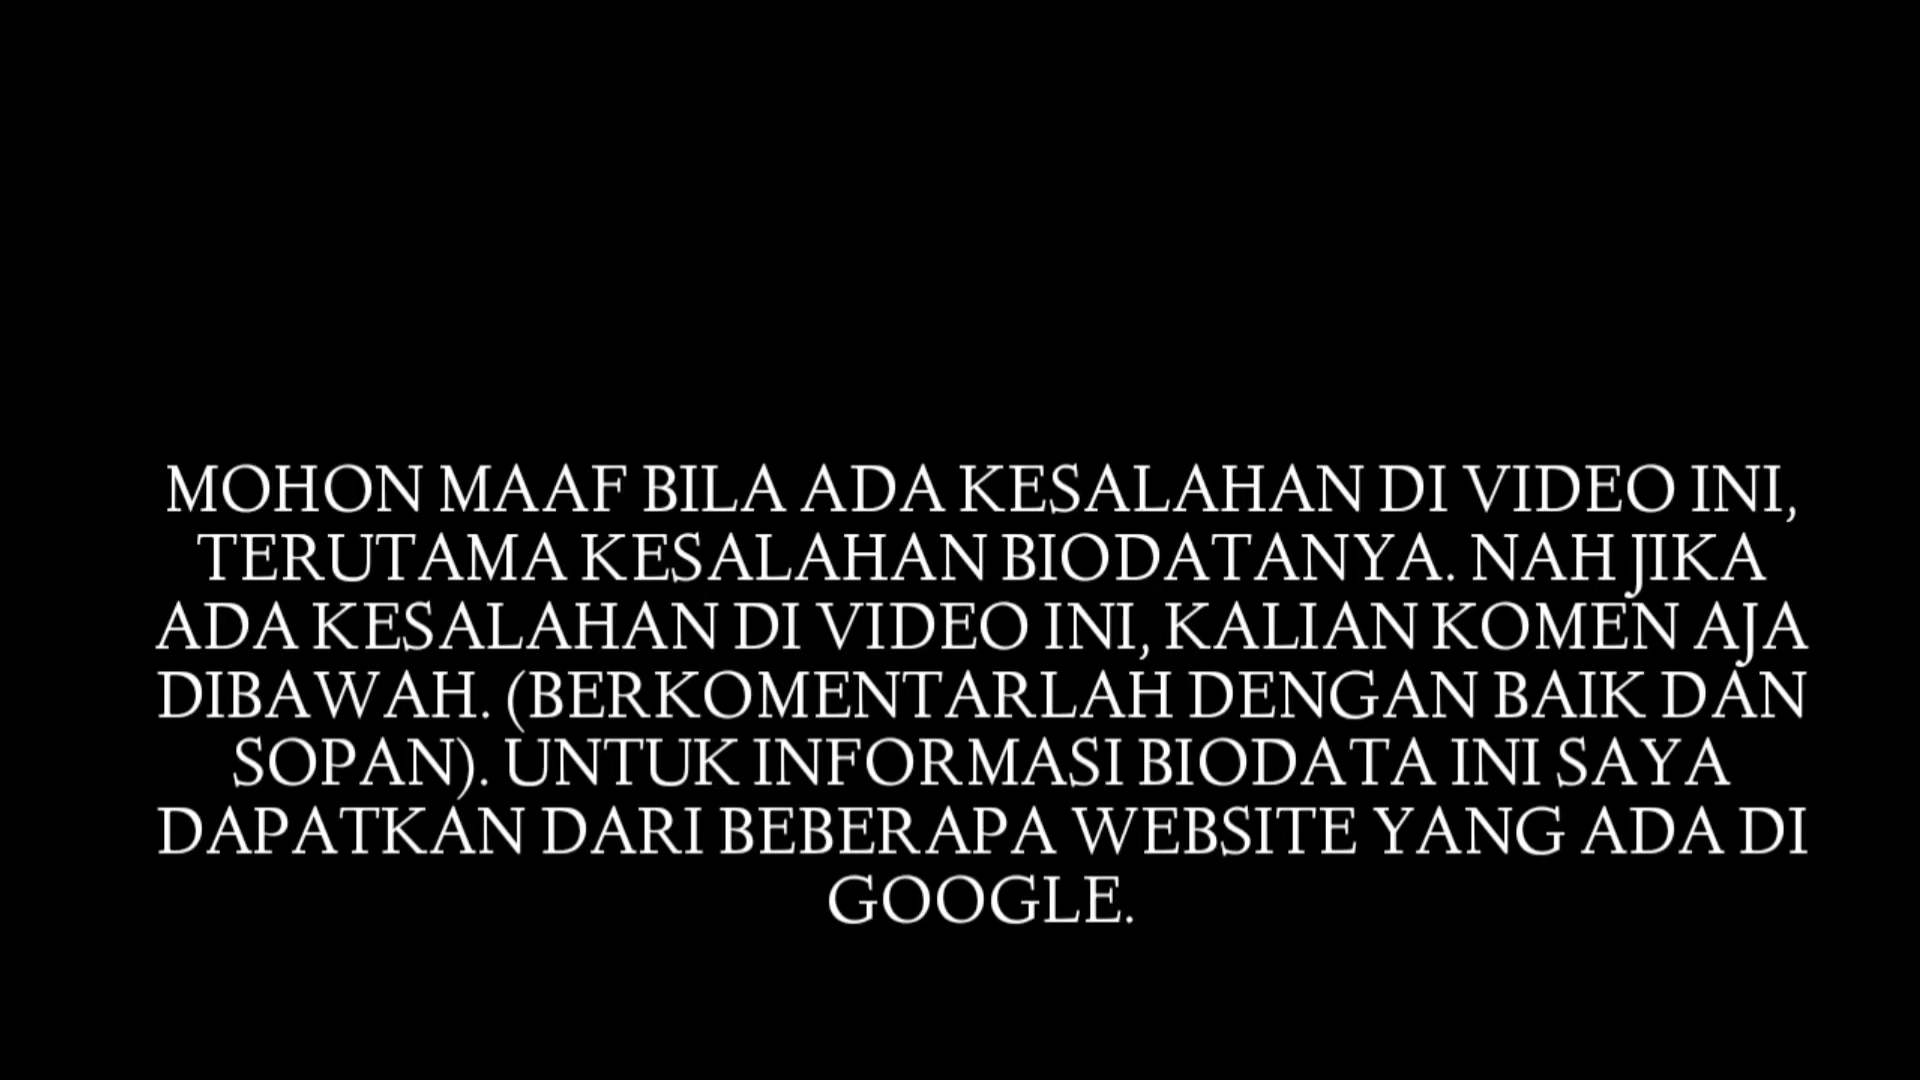 MOHON MAAF BILA ADA KESALAHAN DI VIDEO INI,
TERUTAMA KESALAHAN BIODATANYA. NAH JIKA
ADA KESALAHAN DI VIDEO INI, KALIAN KOMEN AJA
DIBAWAH. (BERKOMENTARLAH DENGAN BAIK DAN
SOPAN). UNTUK INFORMASI BIODATA INI SAYA
DAPATKAN DARI BEBERAPA WEBSITE YANG ADA DI
GOOGLE.